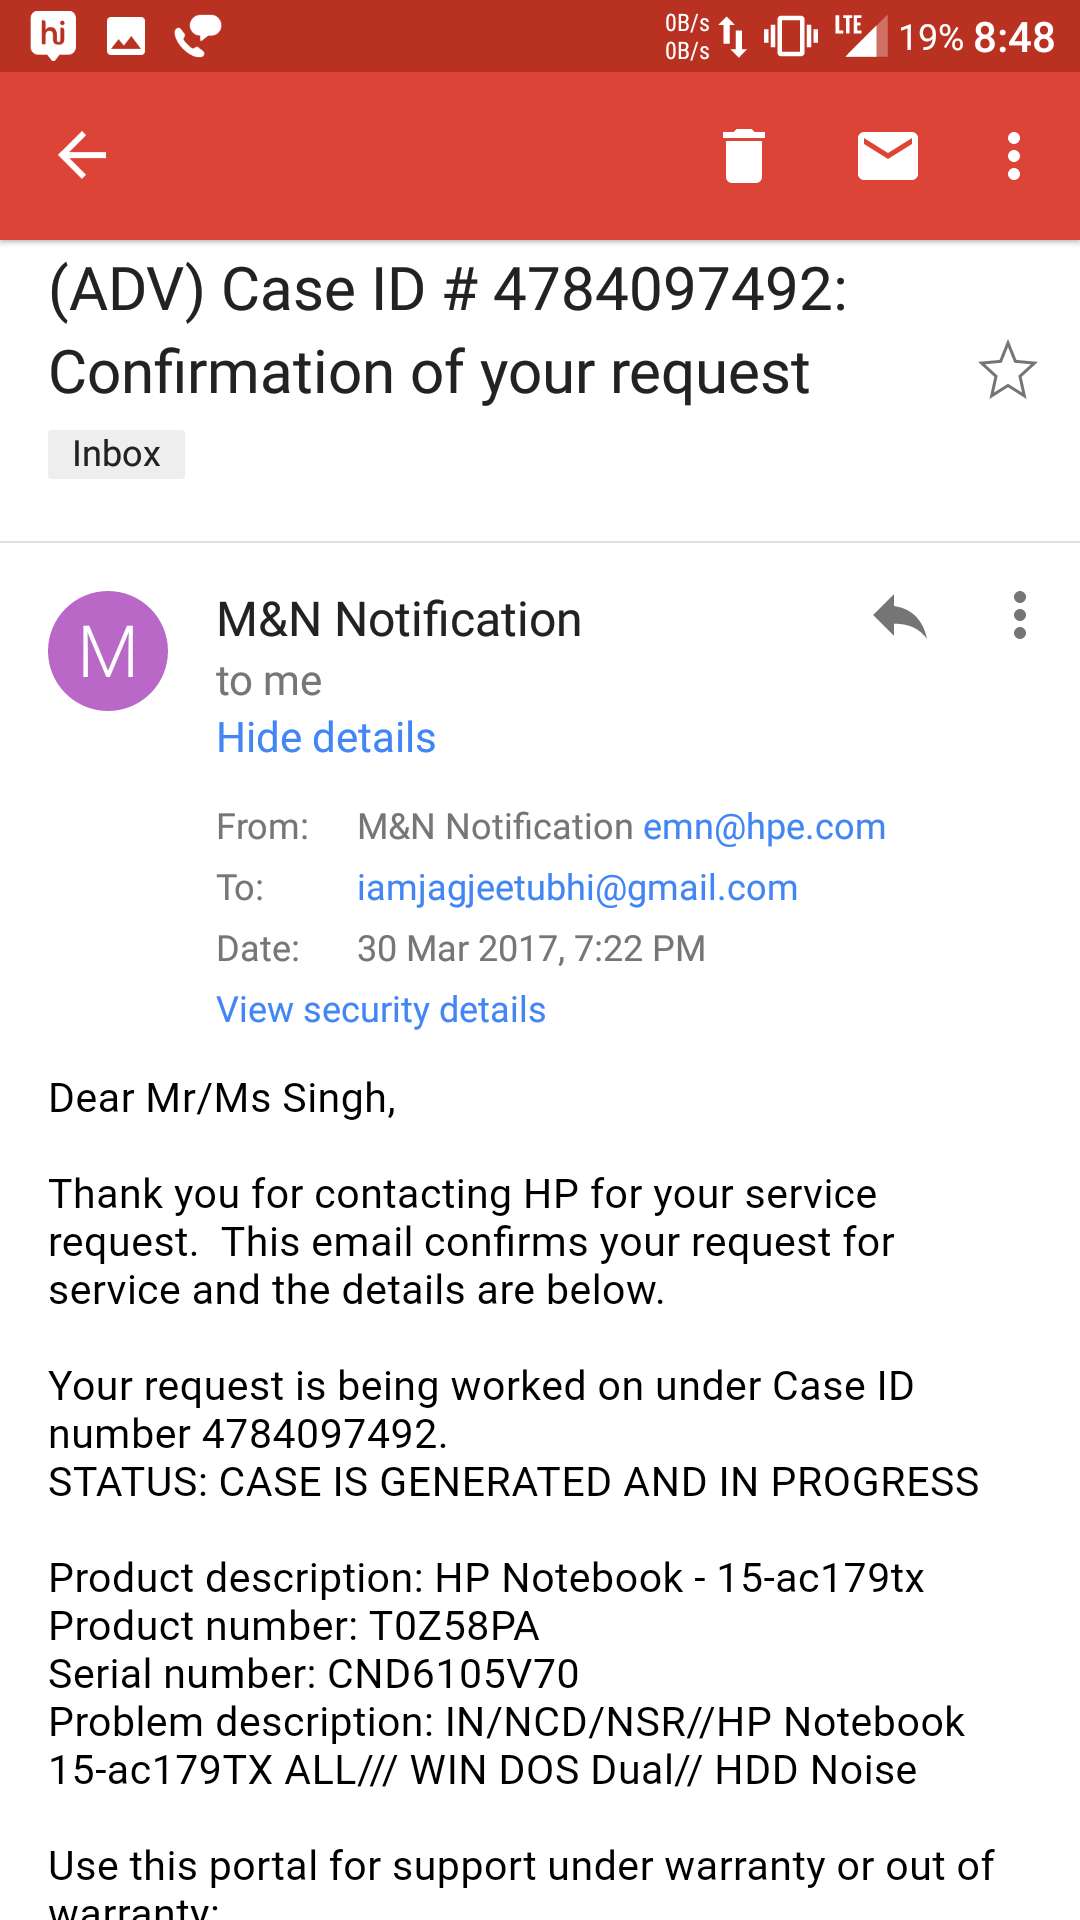 hi
0B/s
0B/s
LTE
19% 8:48
(ADV) Case ID # 4784097492:
Confirmation of your request
Inbox
M
M&N Notification
to me
Hide details
From: M&N Notification emn@hpe.com
To: iamjagjeetubhi@gmail.com
Date: 30 Mar 2017, 7:22 PM
View security details
Dear Mr/Ms Singh,
Thank you for contacting HP for your service
request.  This email confirms your request for
service and the details are below.
Your request is being worked on under Case ID
number 4784097492.
STATUS: CASE IS GENERATED AND IN PROGRESS
Product description: HP Notebook - 15-ac179tx
Product number: T0Z58PA
Serial number: CND6105V70
Problem description: IN/NCD/NSR//HP Notebook
15-ac179TX ALL/// WIN DOS Dual// HDD Noise
Use this portal for support under warranty or out of
warranty: